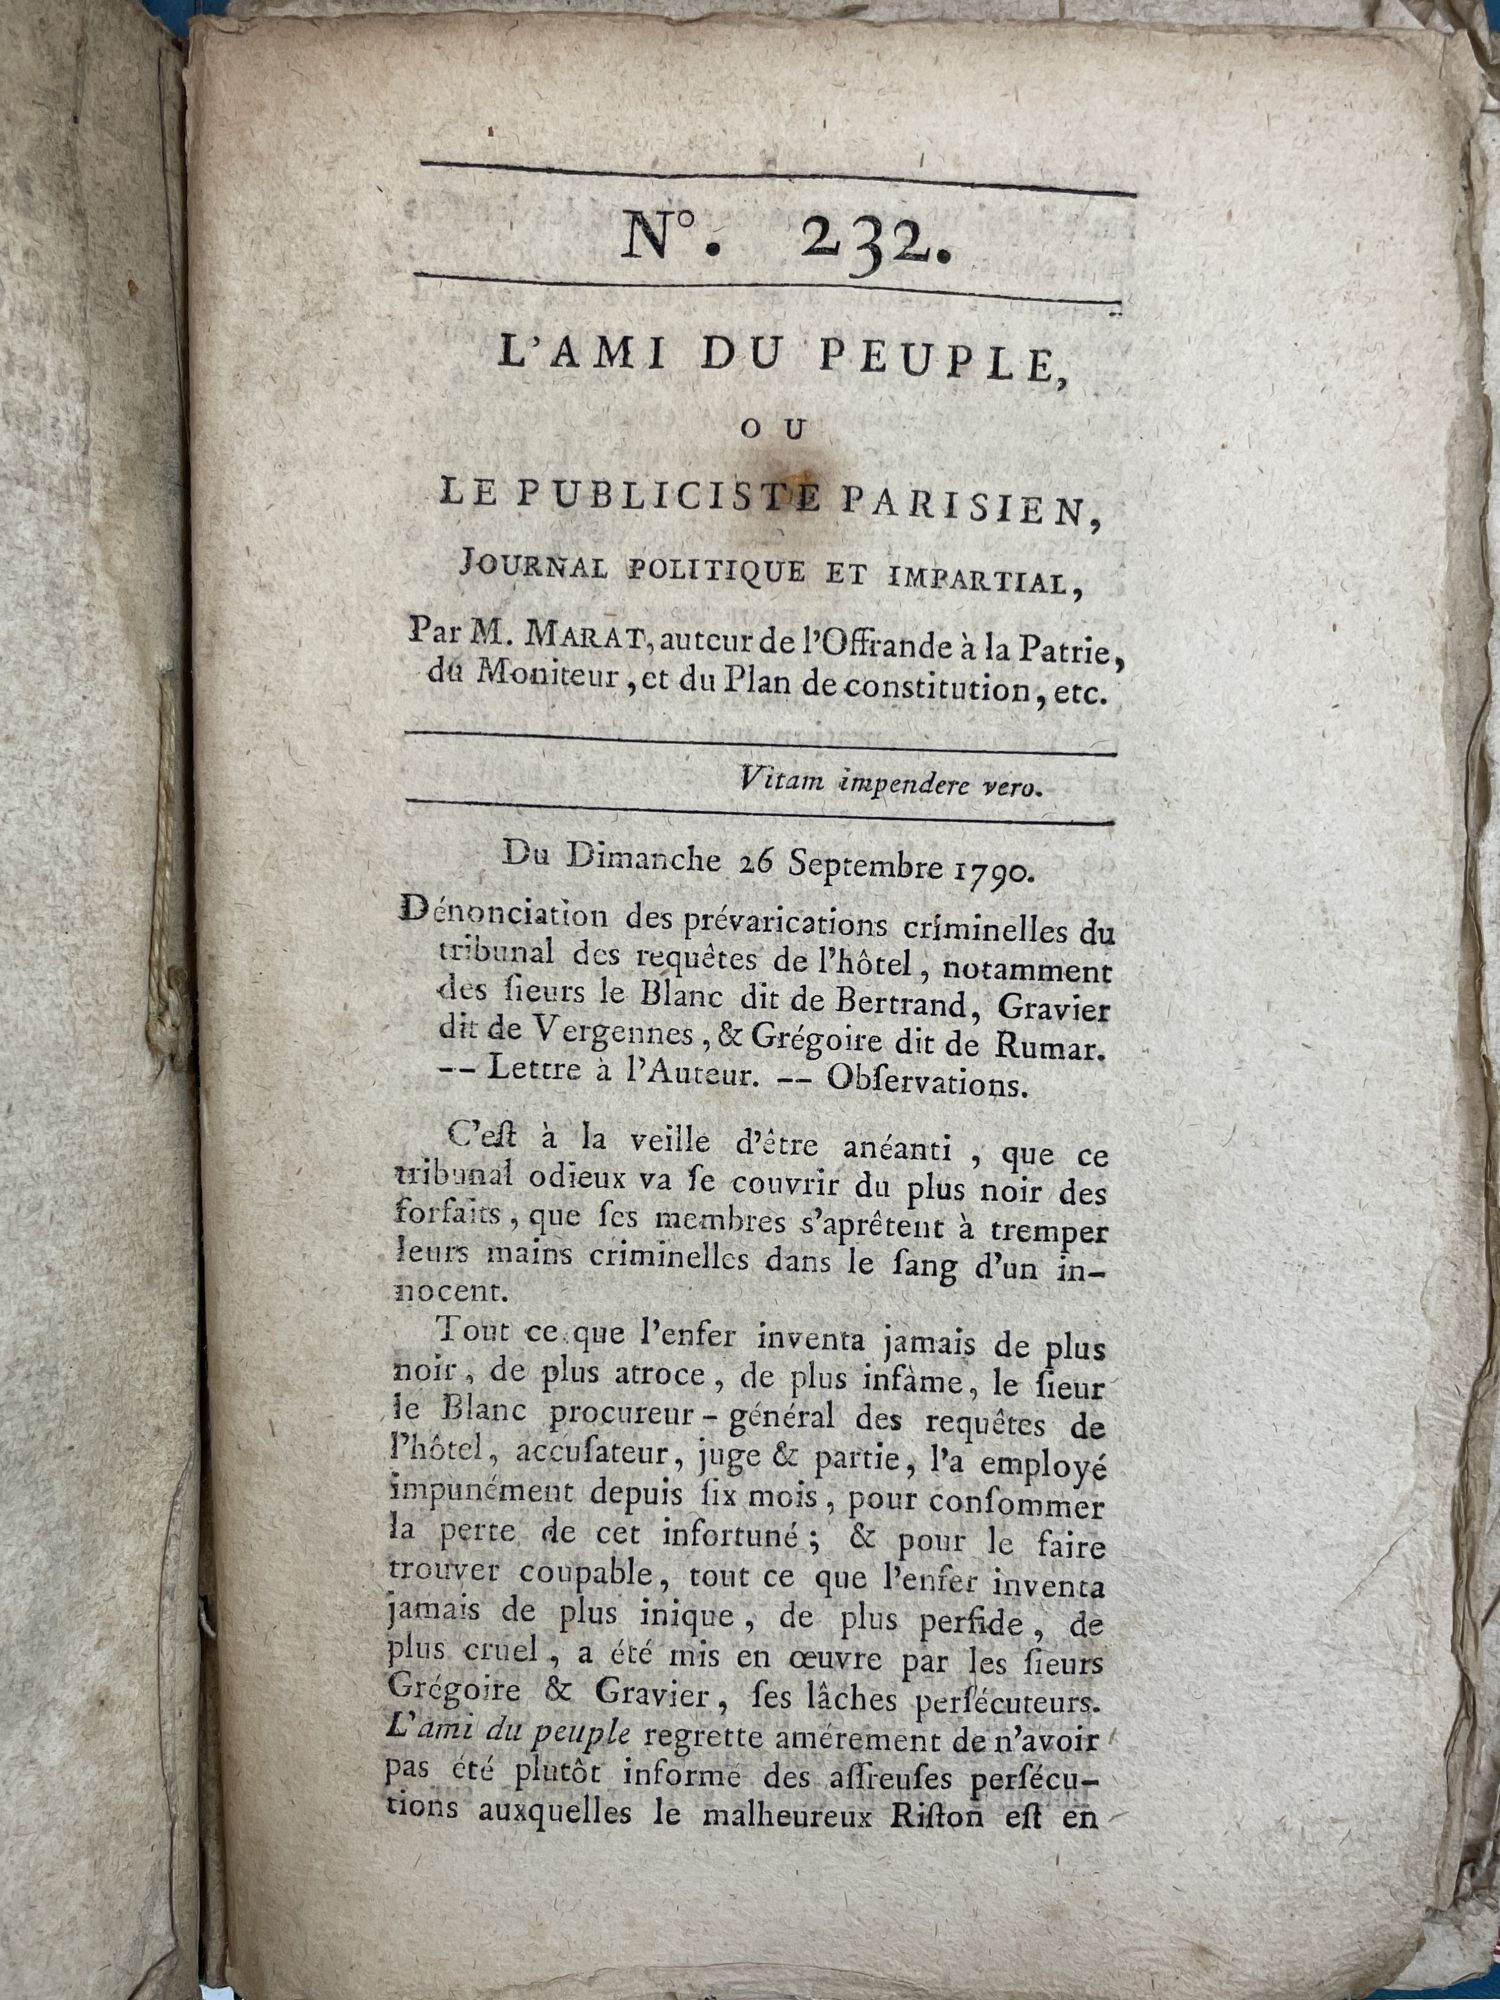 N°. 232.
L'AMI DU PEUPLE,
OU
LE PUBLICISTE PARISIEN,
JOURNAL POLITIQUE ET IMPARTIAL,
Par M. MARAT, auteur de l'Offrande à la Patrie,
du Moniteur, et du Plan de constitution, etc.
Vitam impendere vero.
Du Dimanche 26 Septembre 1790.
Dénonciation des prévarications criminelles du
tribunal des requêtes de l'hôtel, notamment
des ſieurs le Blanc dit de Bertrand, Gravier
dit de Vergennes, & Grégoire dit de Rumar.
-- Lettre à l'Auteur. -- Obſervations.
C'eſt à la veille d'être anéanti, que ce
tribunal odieux va ſe couvrir du plus noir des
forfaits, que ſes membres s'aprêtent à tremper
leurs mains criminelles dans le ſang d'un in-
nocent.
Tout ce que l'enfer inventa jamais de plus
noir, de plus atroce, de plus infàme, le ſieur
le Blanc procureur-général des requêtes de
l'hôtel, accuſateur, juge & partie, l'a employé
impunément depuis ſix mois, pour conſommer
la perte de cet infortuné; & pour le faire
trouver coupable, tout ce que l'enfer inventa
jamais de plus inique, de plus perfide, de
plus cruel, a été mis en œuvre par les ſieurs
Grégoire & Gravier, ſes lâches perſécuteurs.
L'ami du peuple regrette amérement de n'avoir
pas été plutôt informé des affreuſes perſécu-
tions auxquelles le malheureux Riſton eſt en